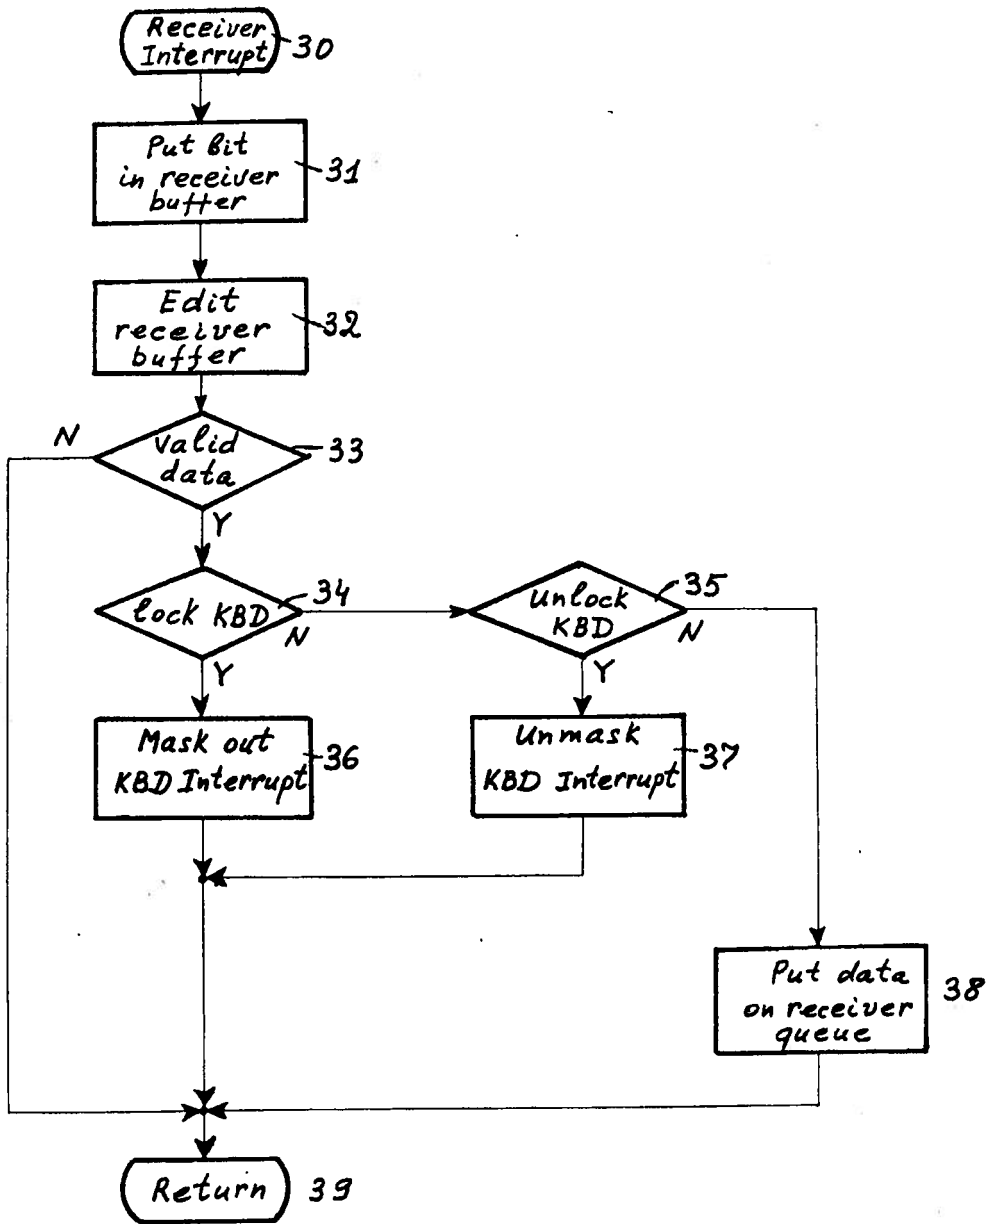 Receiver
Interrupt
30
Put bit
in receiver
buffer
31
Edit
receiver
buffer
32
N
Valid
data
33
Y
lock KBD
34
N
Y
Unlock
KBD
35
N
Y
Mask out
KBD Interrupt
36
Unmask
KBD Interrupt
37
Put data
on receiver
queue
38
Return
39